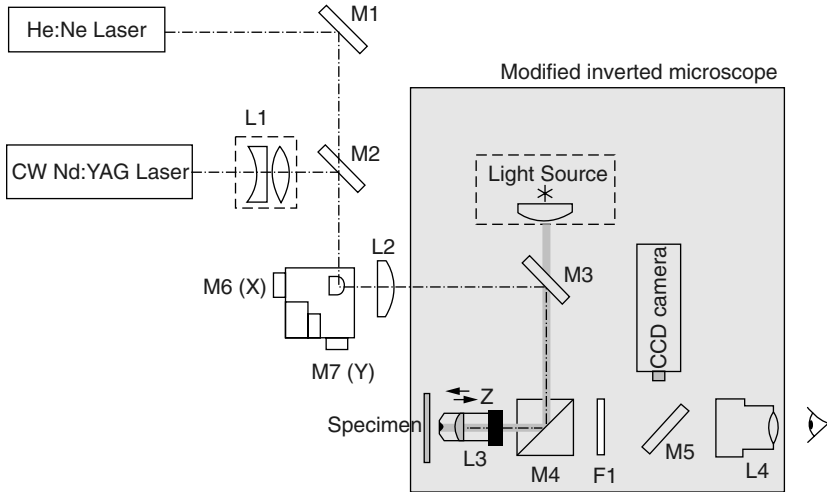 He:Ne Laser
M1
Modified inverted microscope
L1
M2
CW Nd:YAG Laser
Light Source
L2
M3
M6 (X)
CCD camera
M7 (Y)
Z
Specimen
L3
M4
F1
M5
L4